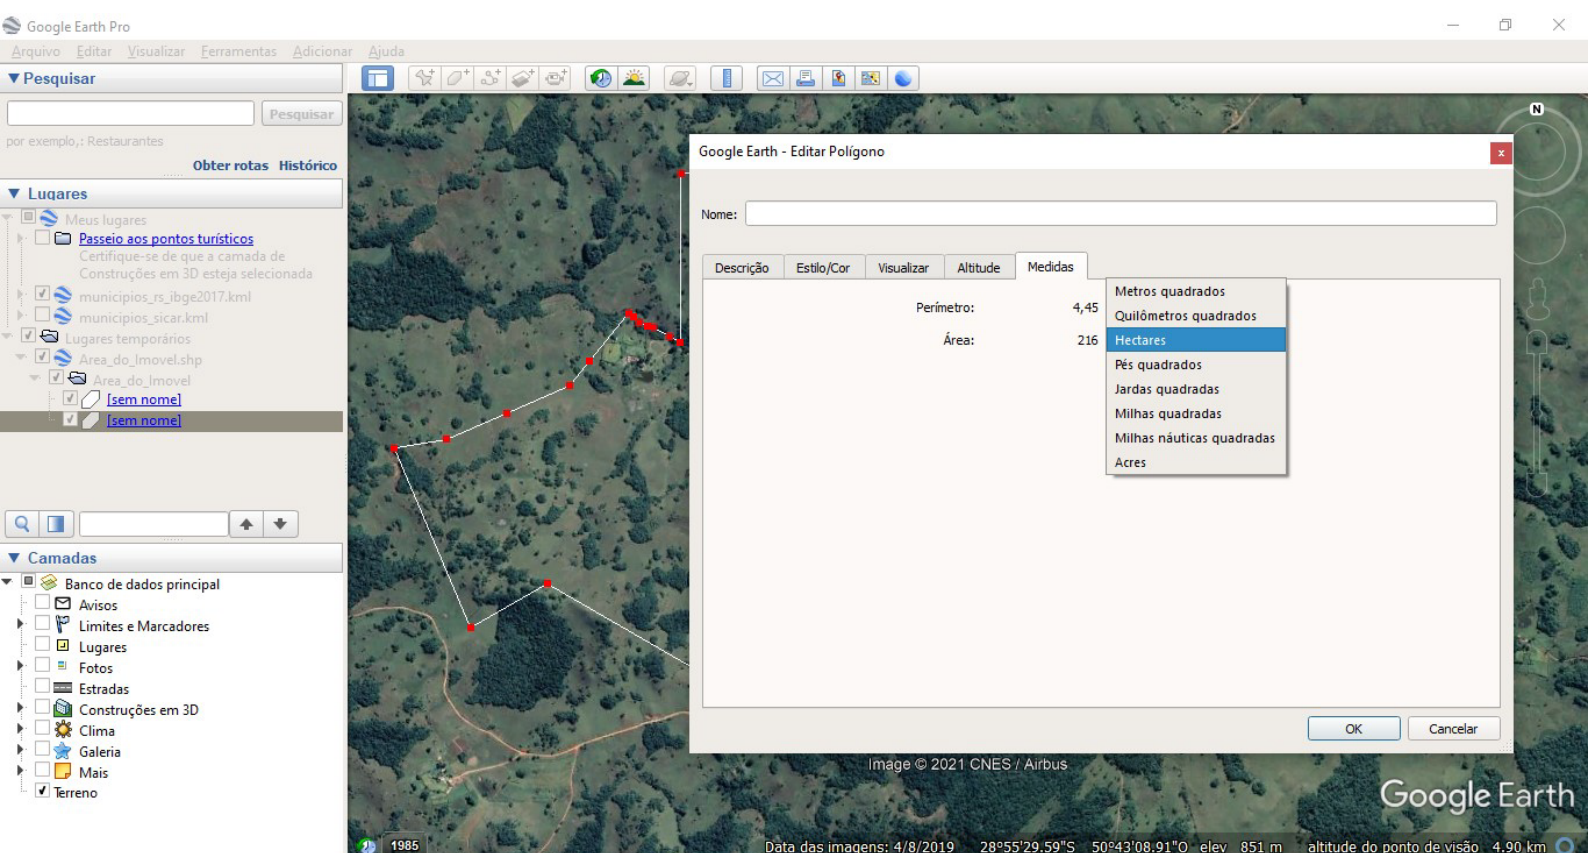 Google Earth Pro
Arquivo Editar Visualizar Ferramentas Adicionar Ajuda
Pesquisar
Pesquisar
por exemplo,: Restaurantes
Obter rotas Histórico
Lugares
Meus lugares
Passeio aos pontos turísticos
Certifique-se de que a camada de
Construções em 3D esteja selecionada
municipios_rs_ibge2017.kml
municipios_sicar.kml
Lugares temporários
Area_do_Imovel.shp
Area_do_Imovel
[sem nome]
[sem nome]
Camadas
Banco de dados principal
Avisos
Limites e Marcadores
Lugares
Fotos
Estradas
Construções em 3D
Clima
Galeria
Mais
Terreno
N
Google Earth - Editar Polígono
x
Nome:
Descrição Estilo/Cor Visualizar Altitude Medidas
Perímetro: 4,45
Área: 216
Metros quadrados
Quilômetros quadrados
Hectares
Pés quadrados
Jardas quadradas
Milhas quadradas
Milhas náuticas quadradas
Acres
OK Cancelar
Image © 2021 CNES / Airbus
Google Earth
1985
Data das imagens: 4/8/2019 28°55'29.59"S 50°43'08.91"O elev 851 m altitude do ponto de visão 4.90 km